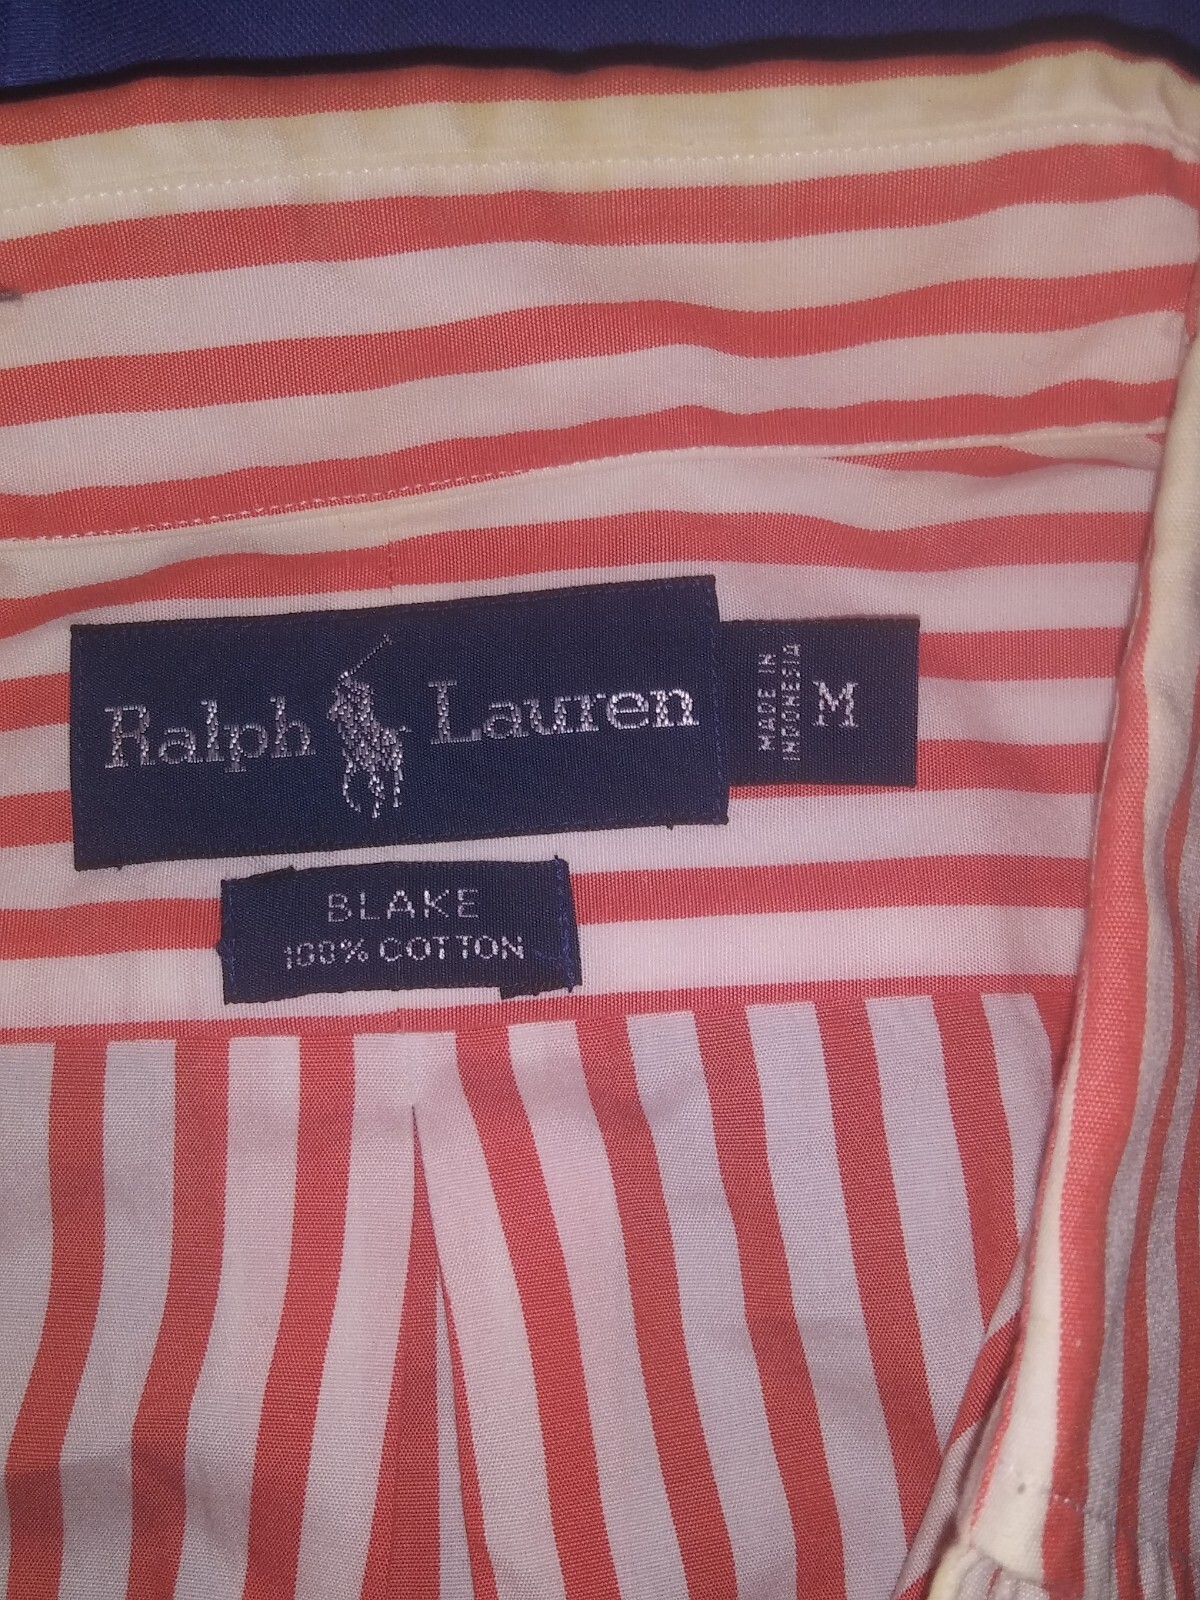 Ralph Lauren
MADE IN
INDONESIA
M
BLAKE
100% COTTON